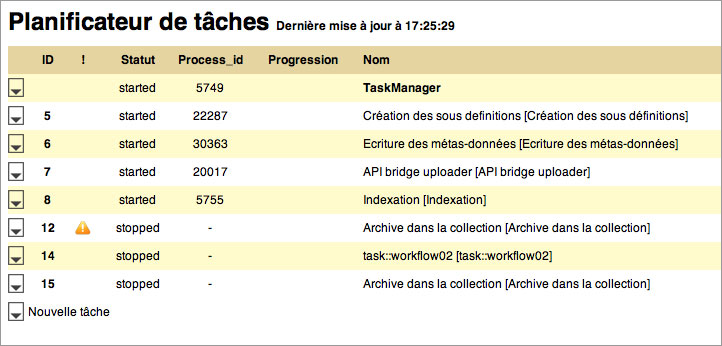 Planificateur de tâches Dernière mise à jour à 17:25:29
ID ! Statut Process_id Progression Nom
started 5749 TaskManager
5 started 22287 Création des sous definitions [Création des sous définitions]
6 started 30363 Ecriture des métas-données [Ecriture des métas-données]
7 started 20017 API bridge uploader [API bridge uploader]
8 started 5755 Indexation [Indexation]
12 stopped - Archive dans la collection [Archive dans la collection]
14 stopped - task::workflow02 [task::workflow02]
15 stopped - Archive dans la collection [Archive dans la collection]
Nouvelle tâche